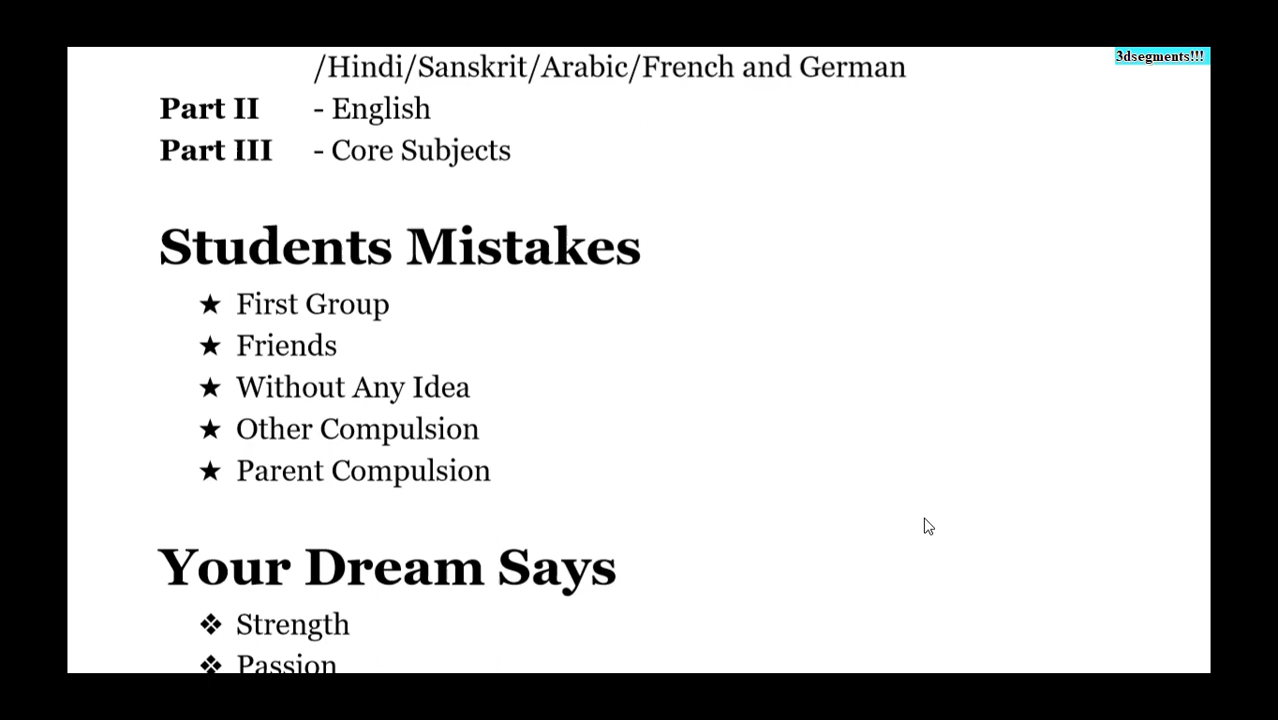 3dsegments!!!
/Hindi/Sanskrit/Arabic/French and German
Part II - English
Part III - Core Subjects
Students Mistakes
★ First Group
★ Friends
★ Without Any Idea
★ Other Compulsion
★ Parent Compulsion
Your Dream Says
❖ Strength
❖ Passion